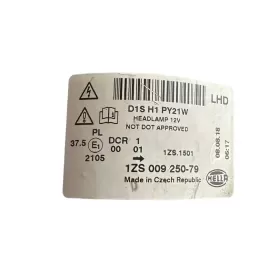 D1S H1 PY21W
LHD
HEADLAMP 12V
NOT DOT APPROVED
PL
DCR 1
37.5 E1 00 01
2105
1ZS.1501
08.08.18
06:17
1ZS 009 250-79
Made in Czech Republic
HELLA